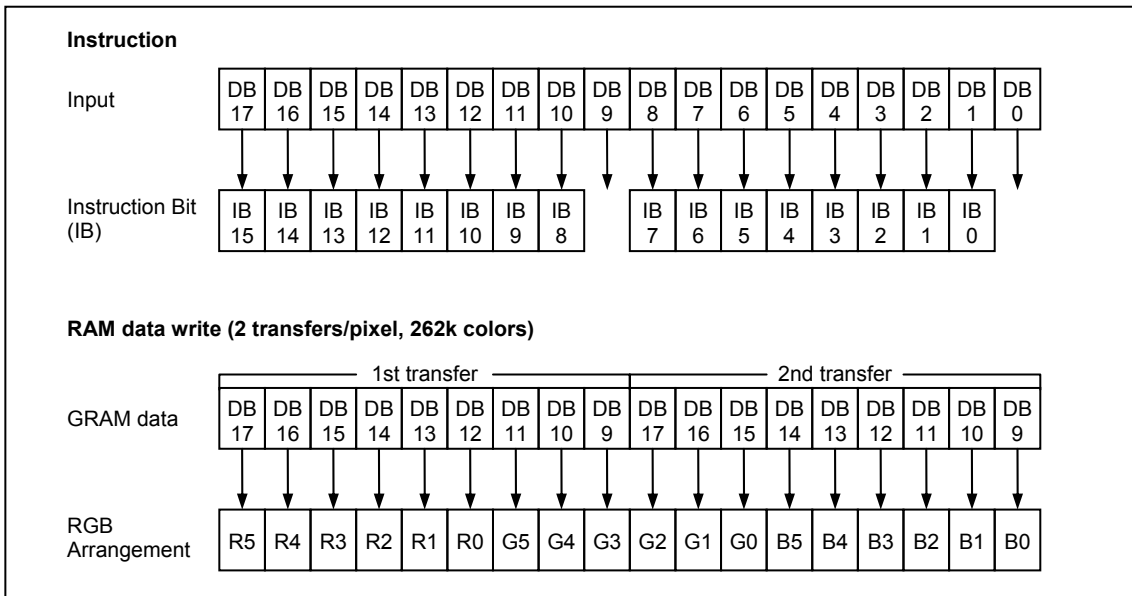 Instruction
Input DB 17 DB 16 DB 15 DB 14 DB 13 DB 12 DB 11 DB 10 DB 9 DB 8 DB 7 DB 6 DB 5 DB 4 DB 3 DB 2 DB 1 DB 0
Instruction Bit (IB) IB 15 IB 14 IB 13 IB 12 IB 11 IB 10 IB 9 IB 8 IB 7 IB 6 IB 5 IB 4 IB 3 IB 2 IB 1 IB 0
RAM data write (2 transfers/pixel, 262k colors)
1st transfer 2nd transfer
GRAM data DB 17 DB 16 DB 15 DB 14 DB 13 DB 12 DB 11 DB 10 DB 9 DB 17 DB 16 DB 15 DB 14 DB 13 DB 12 DB 11 DB 10 DB 9
RGB Arrangement R5 R4 R3 R2 R1 R0 G5 G4 G3 G2 G1 G0 B5 B4 B3 B2 B1 B0